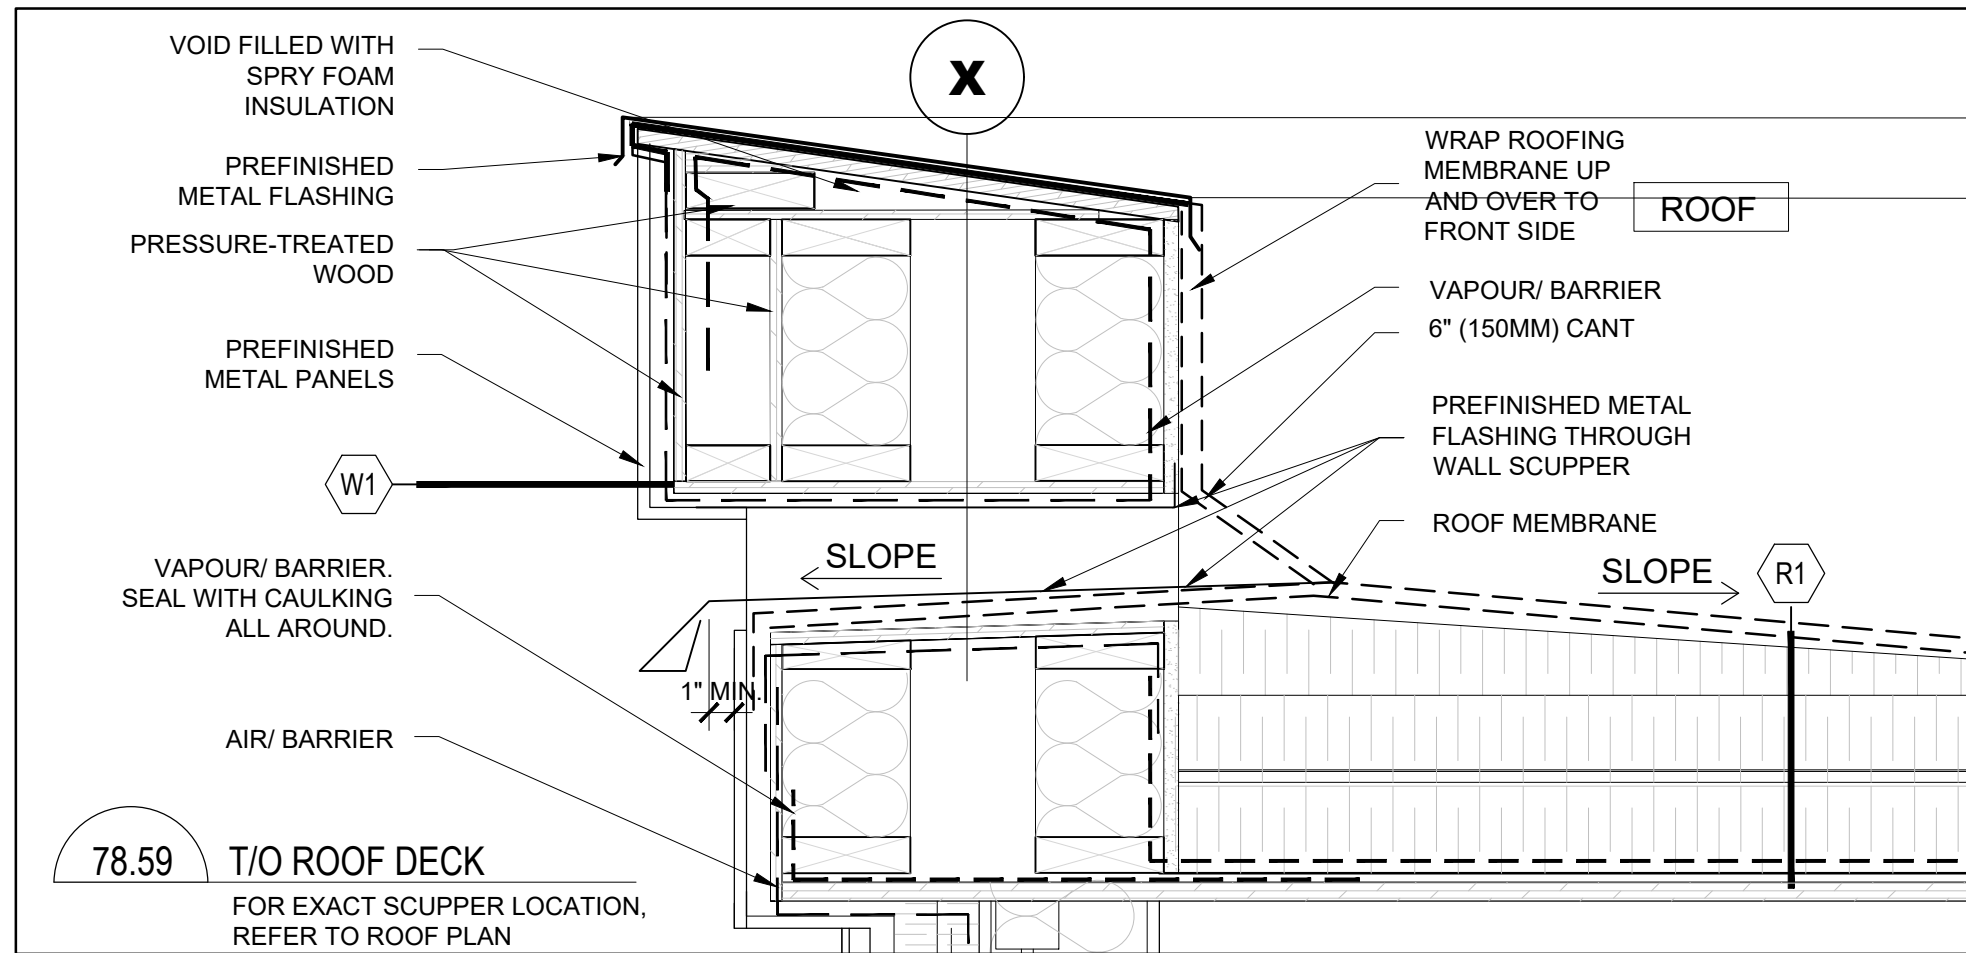 VOID FILLED WITH
SPRY FOAM
INSULATION
PREFINISHED
METAL FLASHING
PRESSURE-TREATED
WOOD
PREFINISHED
METAL PANELS
W1
VAPOUR/ BARRIER.
SEAL WITH CAULKING
ALL AROUND.
AIR/ BARRIER
1" MIN.
X
SLOPE
WRAP ROOFING
MEMBRANE UP
AND OVER TO
FRONT SIDE
ROOF
VAPOUR/ BARRIER
6" (150MM) CANT
PREFINISHED METAL
FLASHING THROUGH
WALL SCUPPER
ROOF MEMBRANE
SLOPE
R1
78.59 T/O ROOF DECK
FOR EXACT SCUPPER LOCATION,
REFER TO ROOF PLAN